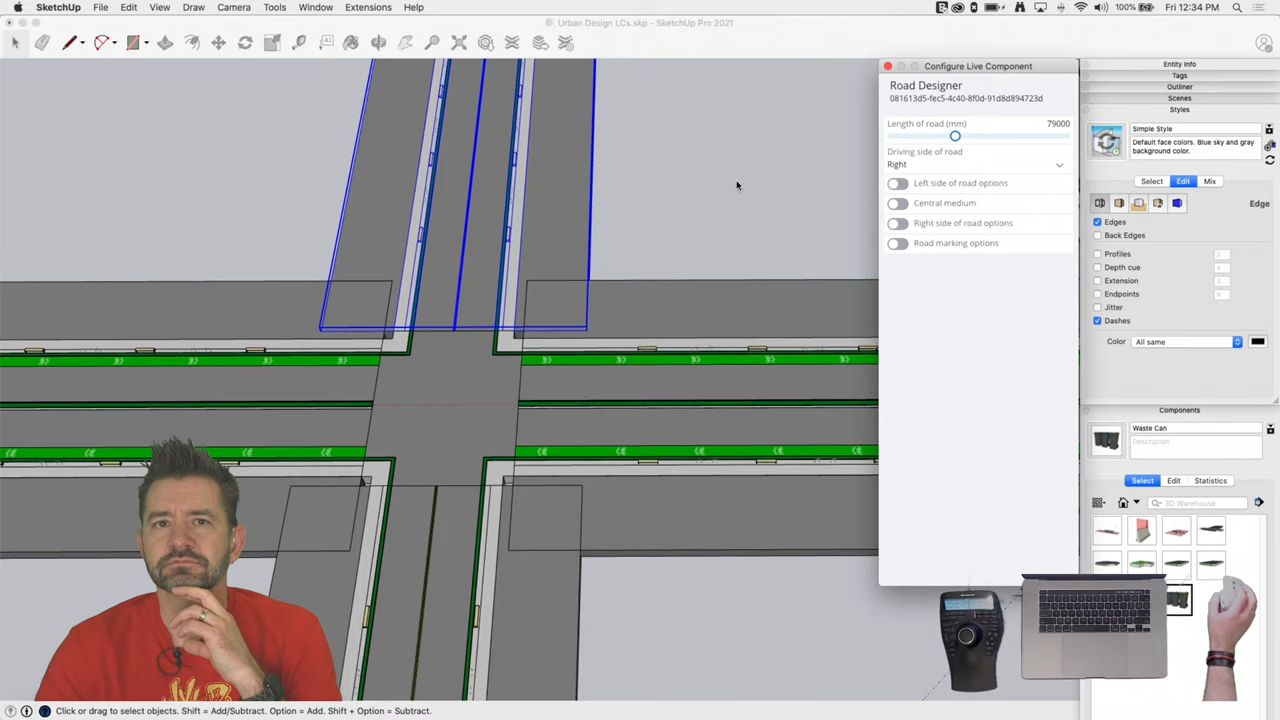 SketchUp File Edit View Draw Camera Tools Window Extensions Help
100% Fri 12:34 PM
Urban Design LCs.skp - SketchUp Pro 2021
Configure Live Component
Road Designer
081613d5-fec5-4c40-8f0d-91d8d894723d
Length of road (mm) 79000
Driving side of road
Right
Left side of road options
Central medium
Right side of road options
Road marking options
Entity Info
Tags
Outliner
Scenes
Styles
Simple Style
Default face colors. Blue sky and gray
background color.
Select Edit Mix
Edge
Edges
Back Edges
Profiles
Depth cue
Extension
Endpoints
Jitter
Dashes
Color All same
Components
Waste Can
Description
Select Edit Statistics
3D Warehouse
Click or drag to select objects. Shift = Add/Subtract. Option = Add. Shift + Option = Subtract.